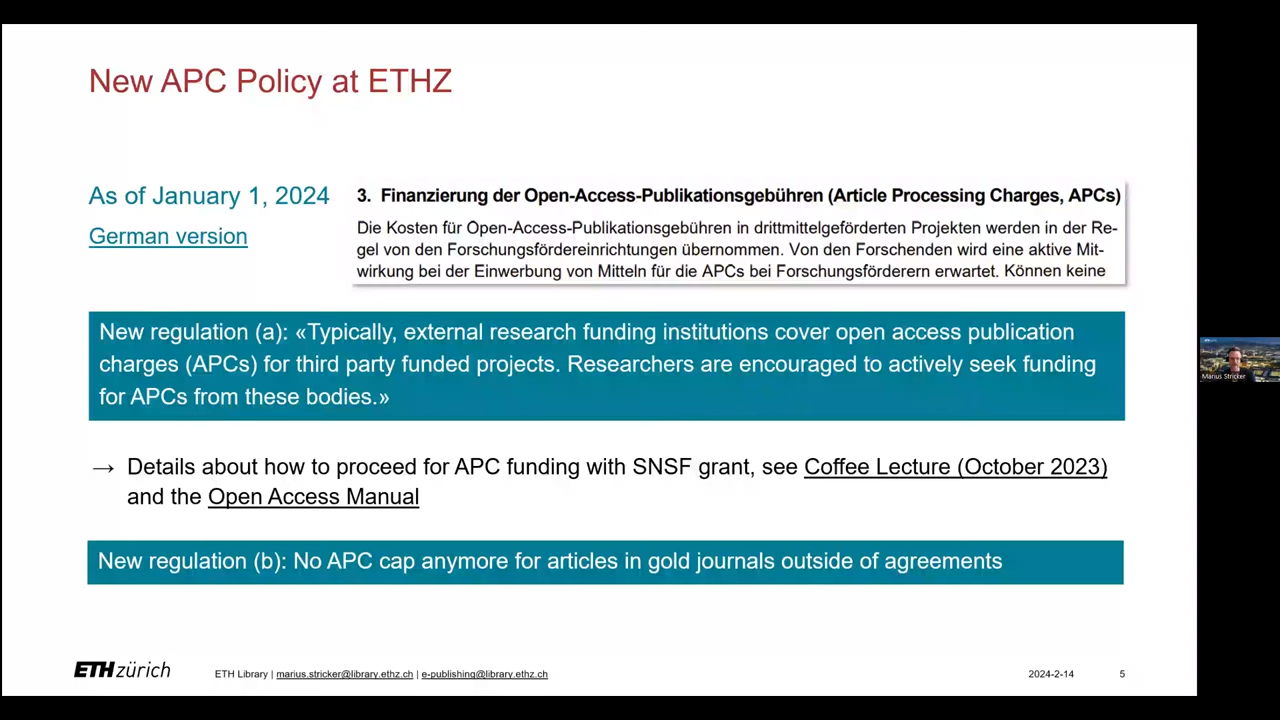 New APC Policy at ETHZ
As of January 1, 2024
German version
3. Finanzierung der Open-Access-Publikationsgebühren (Article Processing Charges, APCs)
Die Kosten für Open-Access-Publikationsgebühren in drittmittelgeförderten Projekten werden in der Re-
gel von den Forschungsfördereinrichtungen übernommen. Von den Forschenden wird eine aktive Mit-
wirkung bei der Einwerbung von Mitteln für die APCs bei Forschungsförderern erwartet. Können keine
New regulation (a): «Typically, external research funding institutions cover open access publication
charges (APCs) for third party funded projects. Researchers are encouraged to actively seek funding
for APCs from these bodies.»
→ Details about how to proceed for APC funding with SNSF grant, see Coffee Lecture (October 2023)
and the Open Access Manual
New regulation (b): No APC cap anymore for articles in gold journals outside of agreements
ETH zürich
ETH Library | marius.stricker@library.ethz.ch | e-publishing@library.ethz.ch
2024-2-14
5
Marius Stricker